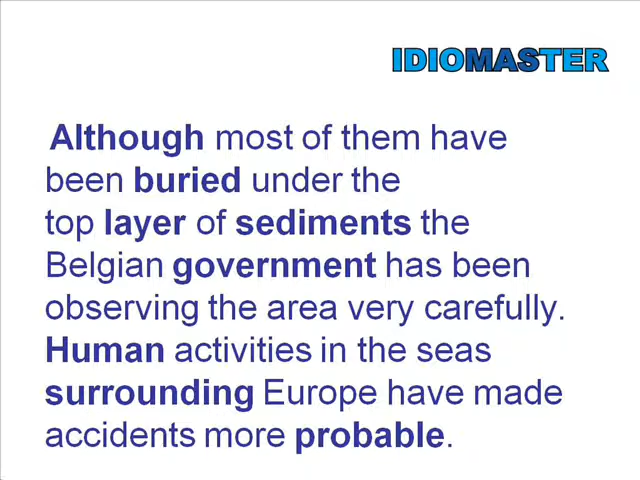 IDIOMASTER
Although most of them have
been buried under the
top layer of sediments the
Belgian government has been
observing the area very carefully.
Human activities in the seas
surrounding Europe have made
accidents more probable.